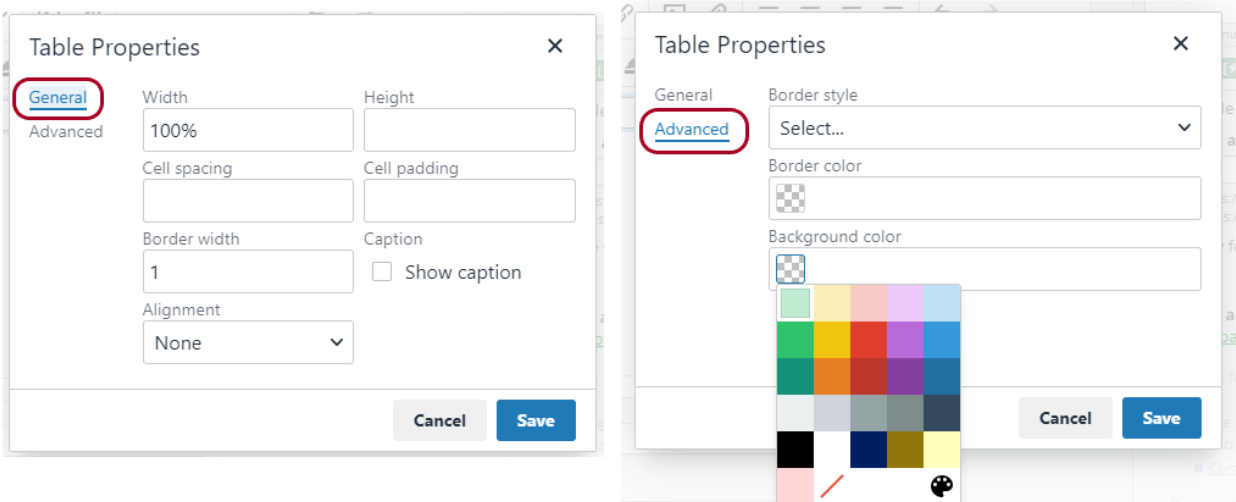 Table Properties
General
Advanced
Width
Height
100%
Cell spacing
Cell padding
Border width
Caption
1
Show caption
Alignment
None
Cancel
Save
Table Properties
General
Advanced
Border style
Select...
Border color
Background color
Cancel
Save